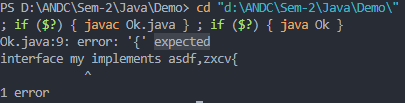 PS D:\ANDC\Sem-2\Java\Demo> cd "d:\ANDC\Sem-2\Java\Demo\"
; if ($?) { javac Ok.java } ; if ($?) { java Ok }
Ok.java:9: error: '{' expected
interface my implements asdf,zxcv{
^
1 error